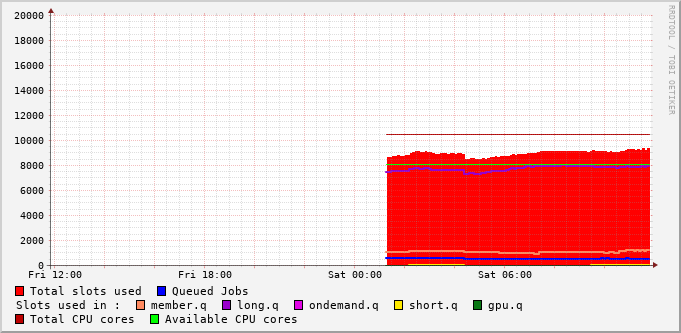 RRDTOOL / TOBI OETIKER
20000
18000
16000
14000
12000
10000
8000
6000
4000
2000
0
Fri 12:00 Fri 18:00 Sat 00:00 Sat 06:00
Total slots used Queued Jobs
Slots used in : member.q long.q ondemand.q short.q gpu.q
Total CPU cores Available CPU cores